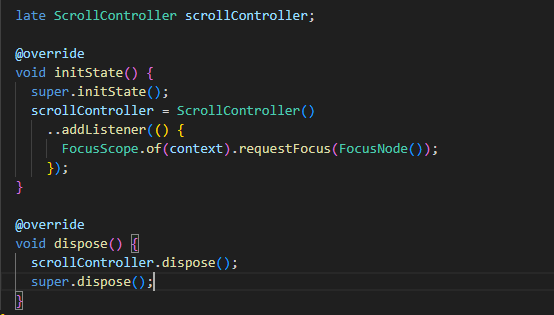 late ScrollController scrollController;
@override
void initState() {
super.initState();
scrollController = ScrollController()
..addListener(() {
FocusScope.of(context).requestFocus(FocusNode());
});
}
@override
void dispose() {
scrollController.dispose();
super.dispose();
}